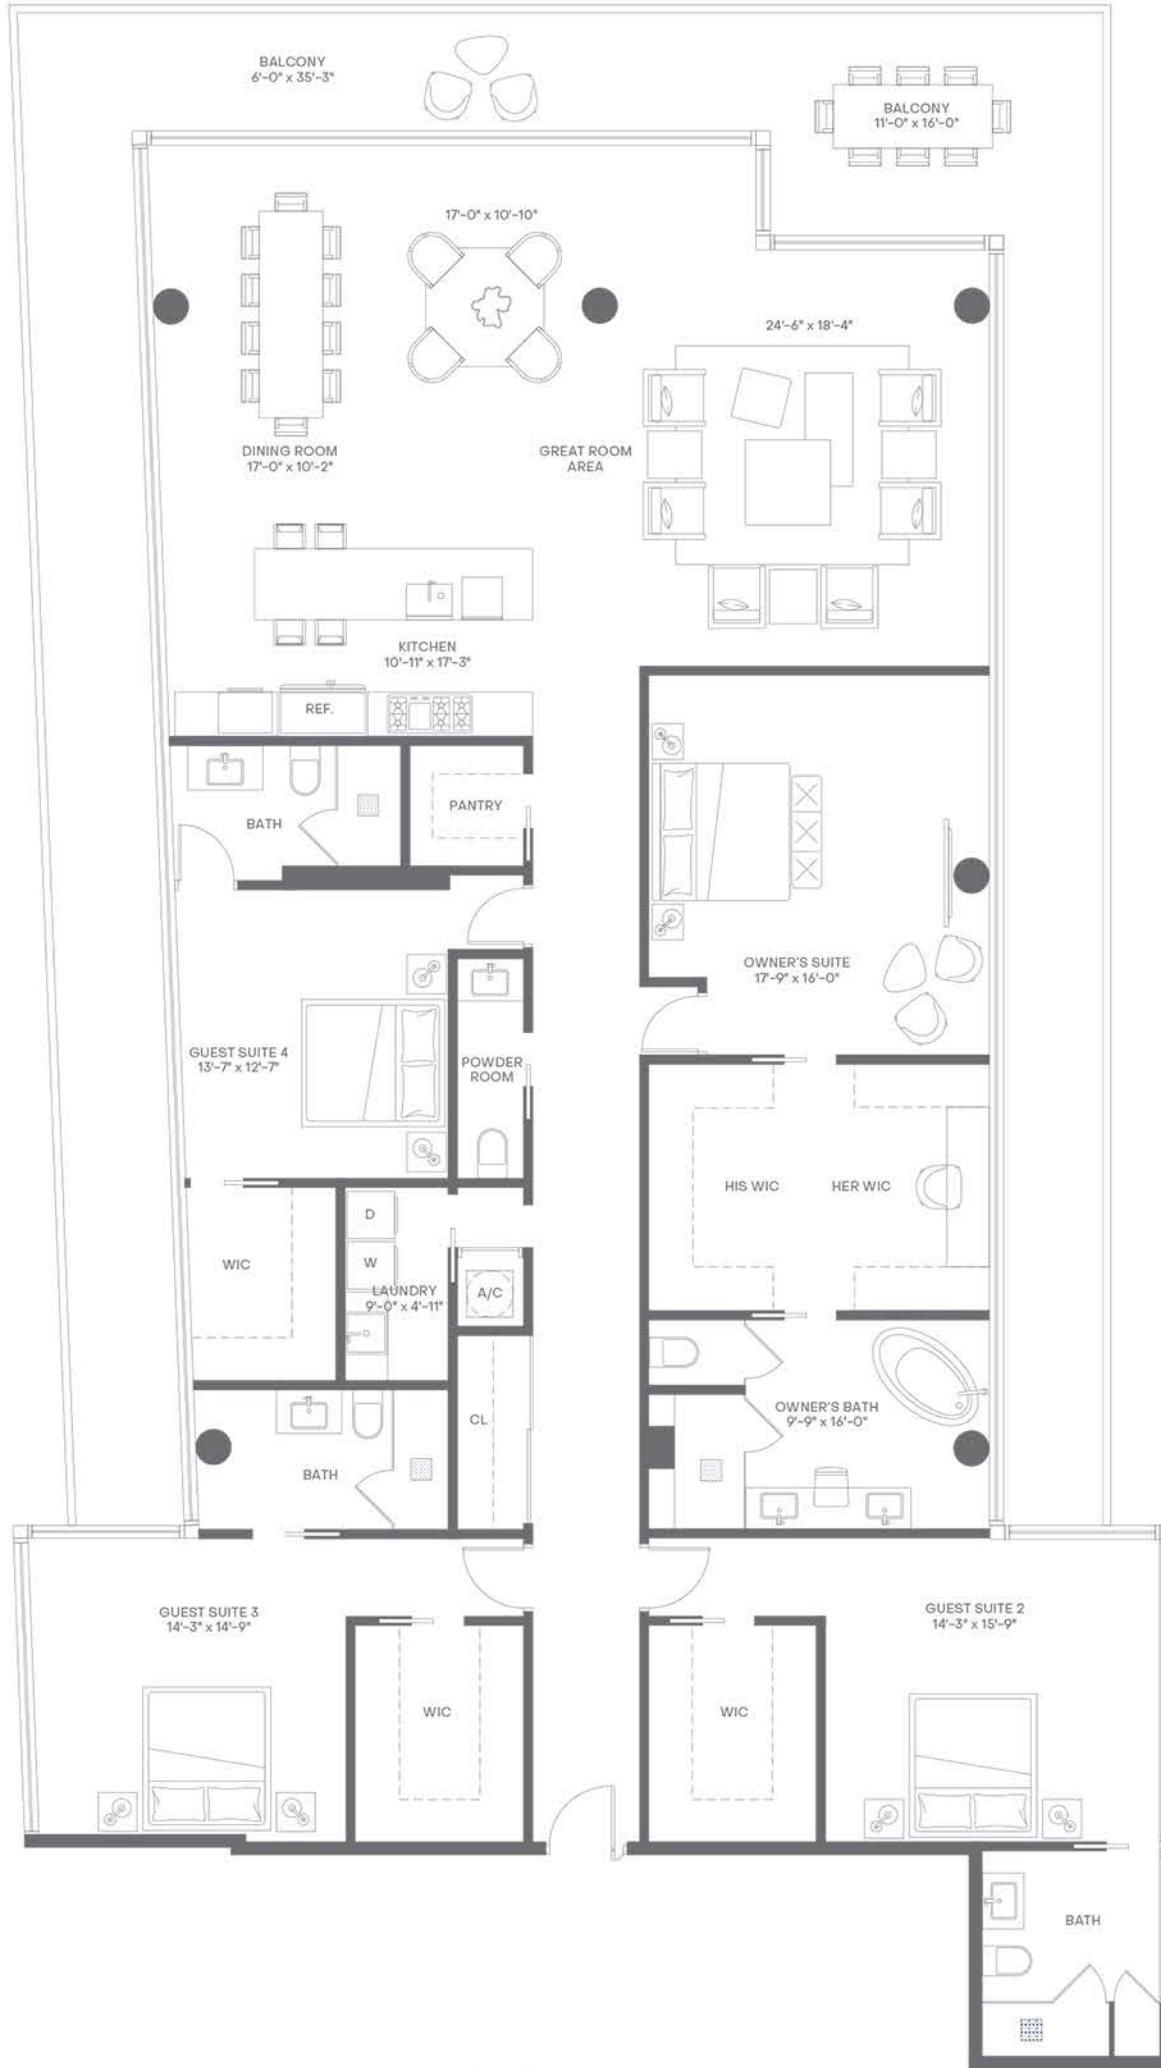 BALCONY
6'-0" x 35'-3"
BALCONY
11'-0" x 16'-0"
17'-0" x 10'-10"
24'-6" x 18'-4"
DINING ROOM
17'-0" x 10'-2"
GREAT ROOM
AREA
KITCHEN
10'-11" x 17'-3"
REF.
BATH
PANTRY
OWNER'S SUITE
17'-9" x 16'-0"
GUEST SUITE 4
13'-7" x 12'-7"
POWDER
ROOM
HIS WIC
HER WIC
D
W
WIC
LAUNDRY
9'-0" x 4'-11"
A/C
CL
OWNER'S BATH
9'-9" x 16'-0"
BATH
GUEST SUITE 3
14'-3" x 14'-9"
GUEST SUITE 2
14'-3" x 15'-9"
WIC
WIC
BATH